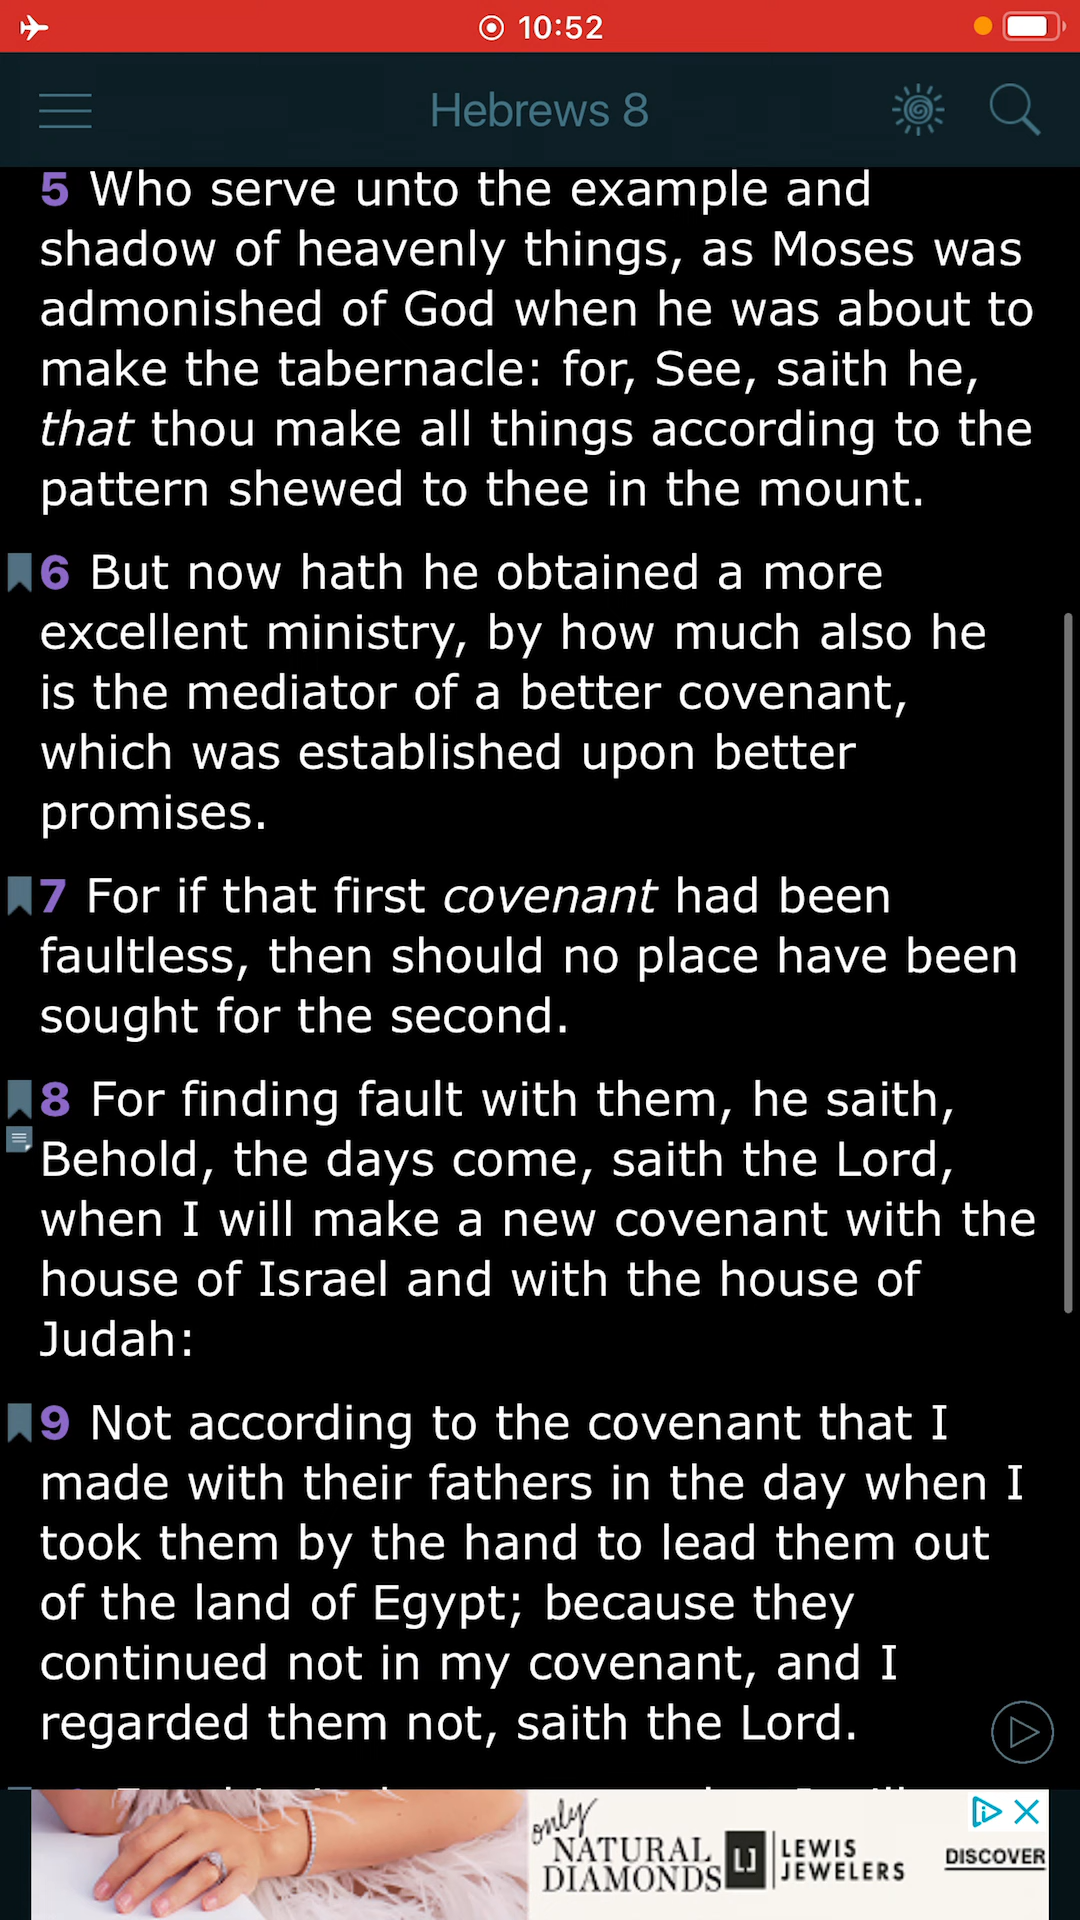 10:52
Hebrews 8
5 Who serve unto the example and
shadow of heavenly things, as Moses was
admonished of God when he was about to
make the tabernacle: for, See, saith he,
that thou make all things according to the
pattern shewed to thee in the mount.
6 But now hath he obtained a more
excellent ministry, by how much also he
is the mediator of a better covenant,
which was established upon better
promises.
7 For if that first covenant had been
faultless, then should no place have been
sought for the second.
8 For finding fault with them, he saith,
Behold, the days come, saith the Lord,
when I will make a new covenant with the
house of Israel and with the house of
Judah:
9 Not according to the covenant that I
made with their fathers in the day when I
took them by the hand to lead them out
of the land of Egypt; because they
continued not in my covenant, and I
regarded them not, saith the Lord.
only
NATURAL
DIAMONDS
LJ
LEWIS
JEWELERS
DISCOVER